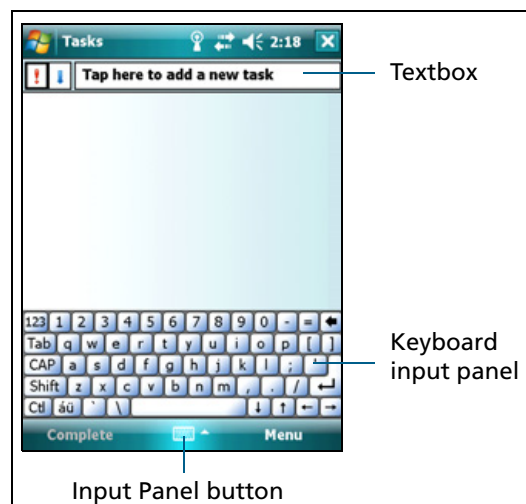 Tasks 2:18
Tap here to add a new task
Textbox
123 1 2 3 4 5 6 7 8 9 0 - =
Tab q w e r t y u i o p [ ]
CAP a s d f g h j k l ; '
Keyboard
input panel
Shift z x c v b n m , . /
Ctl áü ` \
Complete Menu
Input Panel button